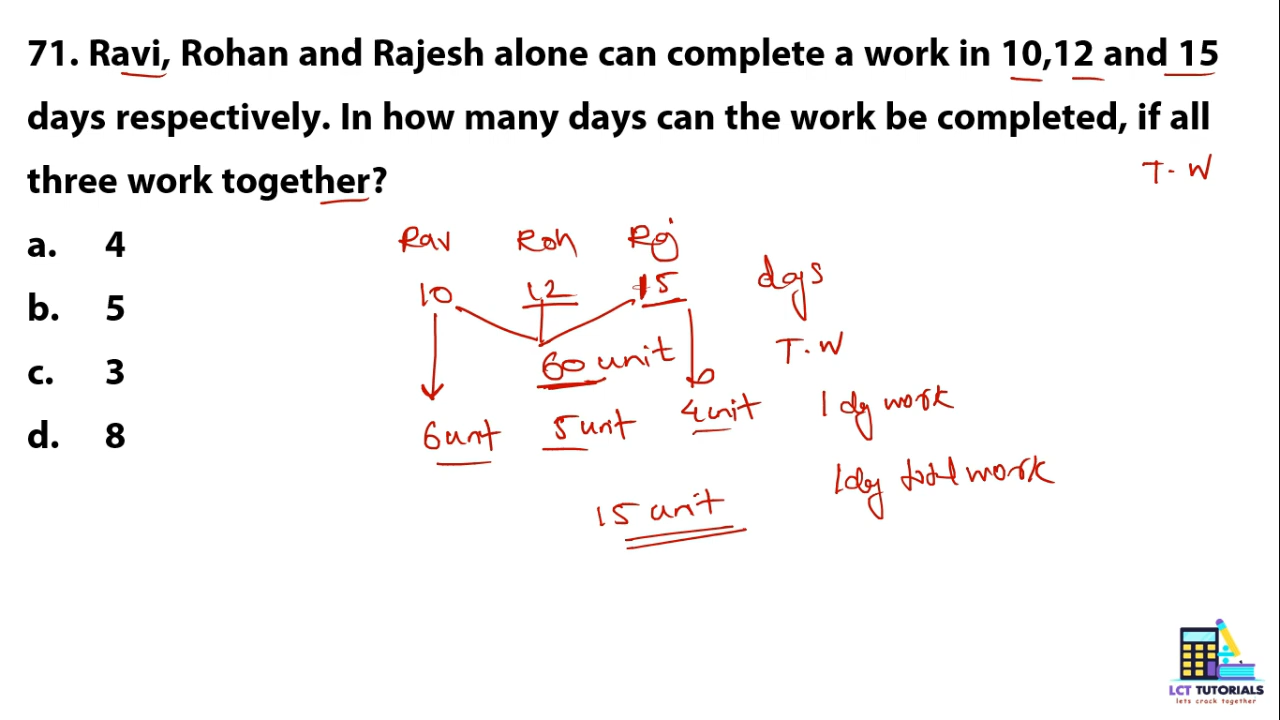 71. Ravi, Rohan and Rajesh alone can complete a work in 10,12 and 15
days respectively. In how many days can the work be completed, if all
three work together?
T. W
a. 4
b. 5
c. 3
d. 8
Rav Roh Raj
10 12 15 days
60 unit T. W
6 unit 5 unit 4 unit 1 day work
15 unit 1 day total work
LCT TUTORIALS
lets crack together